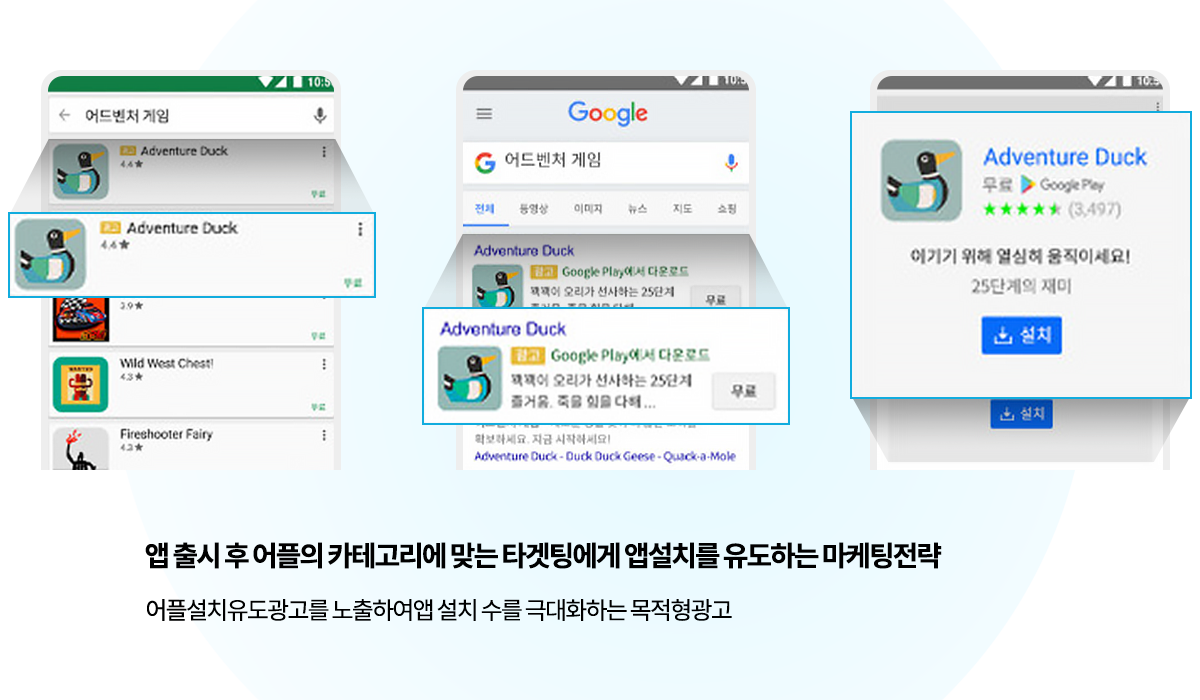 10:5
어드벤처 게임
광고 Adventure Duck
4.4★
무료
광고 Adventure Duck
4.4★
무료
3.9★
무료
Wild West Chest!
4.3★
무료
Fireshooter Fairy
4.3★
10:5
Google
어드벤처 게임
전체 동영상 이미지 뉴스 지도 쇼핑
Adventure Duck
광고 Google Play에서 다운로드
꽥꽥이 오리가 선사하는 25단계
무료
Adventure Duck
광고 Google Play에서 다운로드
꽥꽥이 오리가 선사하는 25단계
즐거움. 죽을 힘을 다해 ...
무료
확보하세요. 지금 시작하세요!
Adventure Duck - Duck Duck Geese - Quack-a-Mole
10:5
Adventure Duck
무료 Google Play
★★★★★ (3,497)
이기기 위해 열심히 움직이세요!
25단계의 재미
설치
설치
앱 출시 후 어플의 카테고리에 맞는 타겟팅에게 앱설치를 유도하는 마케팅전략
어플설치유도광고를 노출하여앱 설치 수를 극대화하는 목적형광고